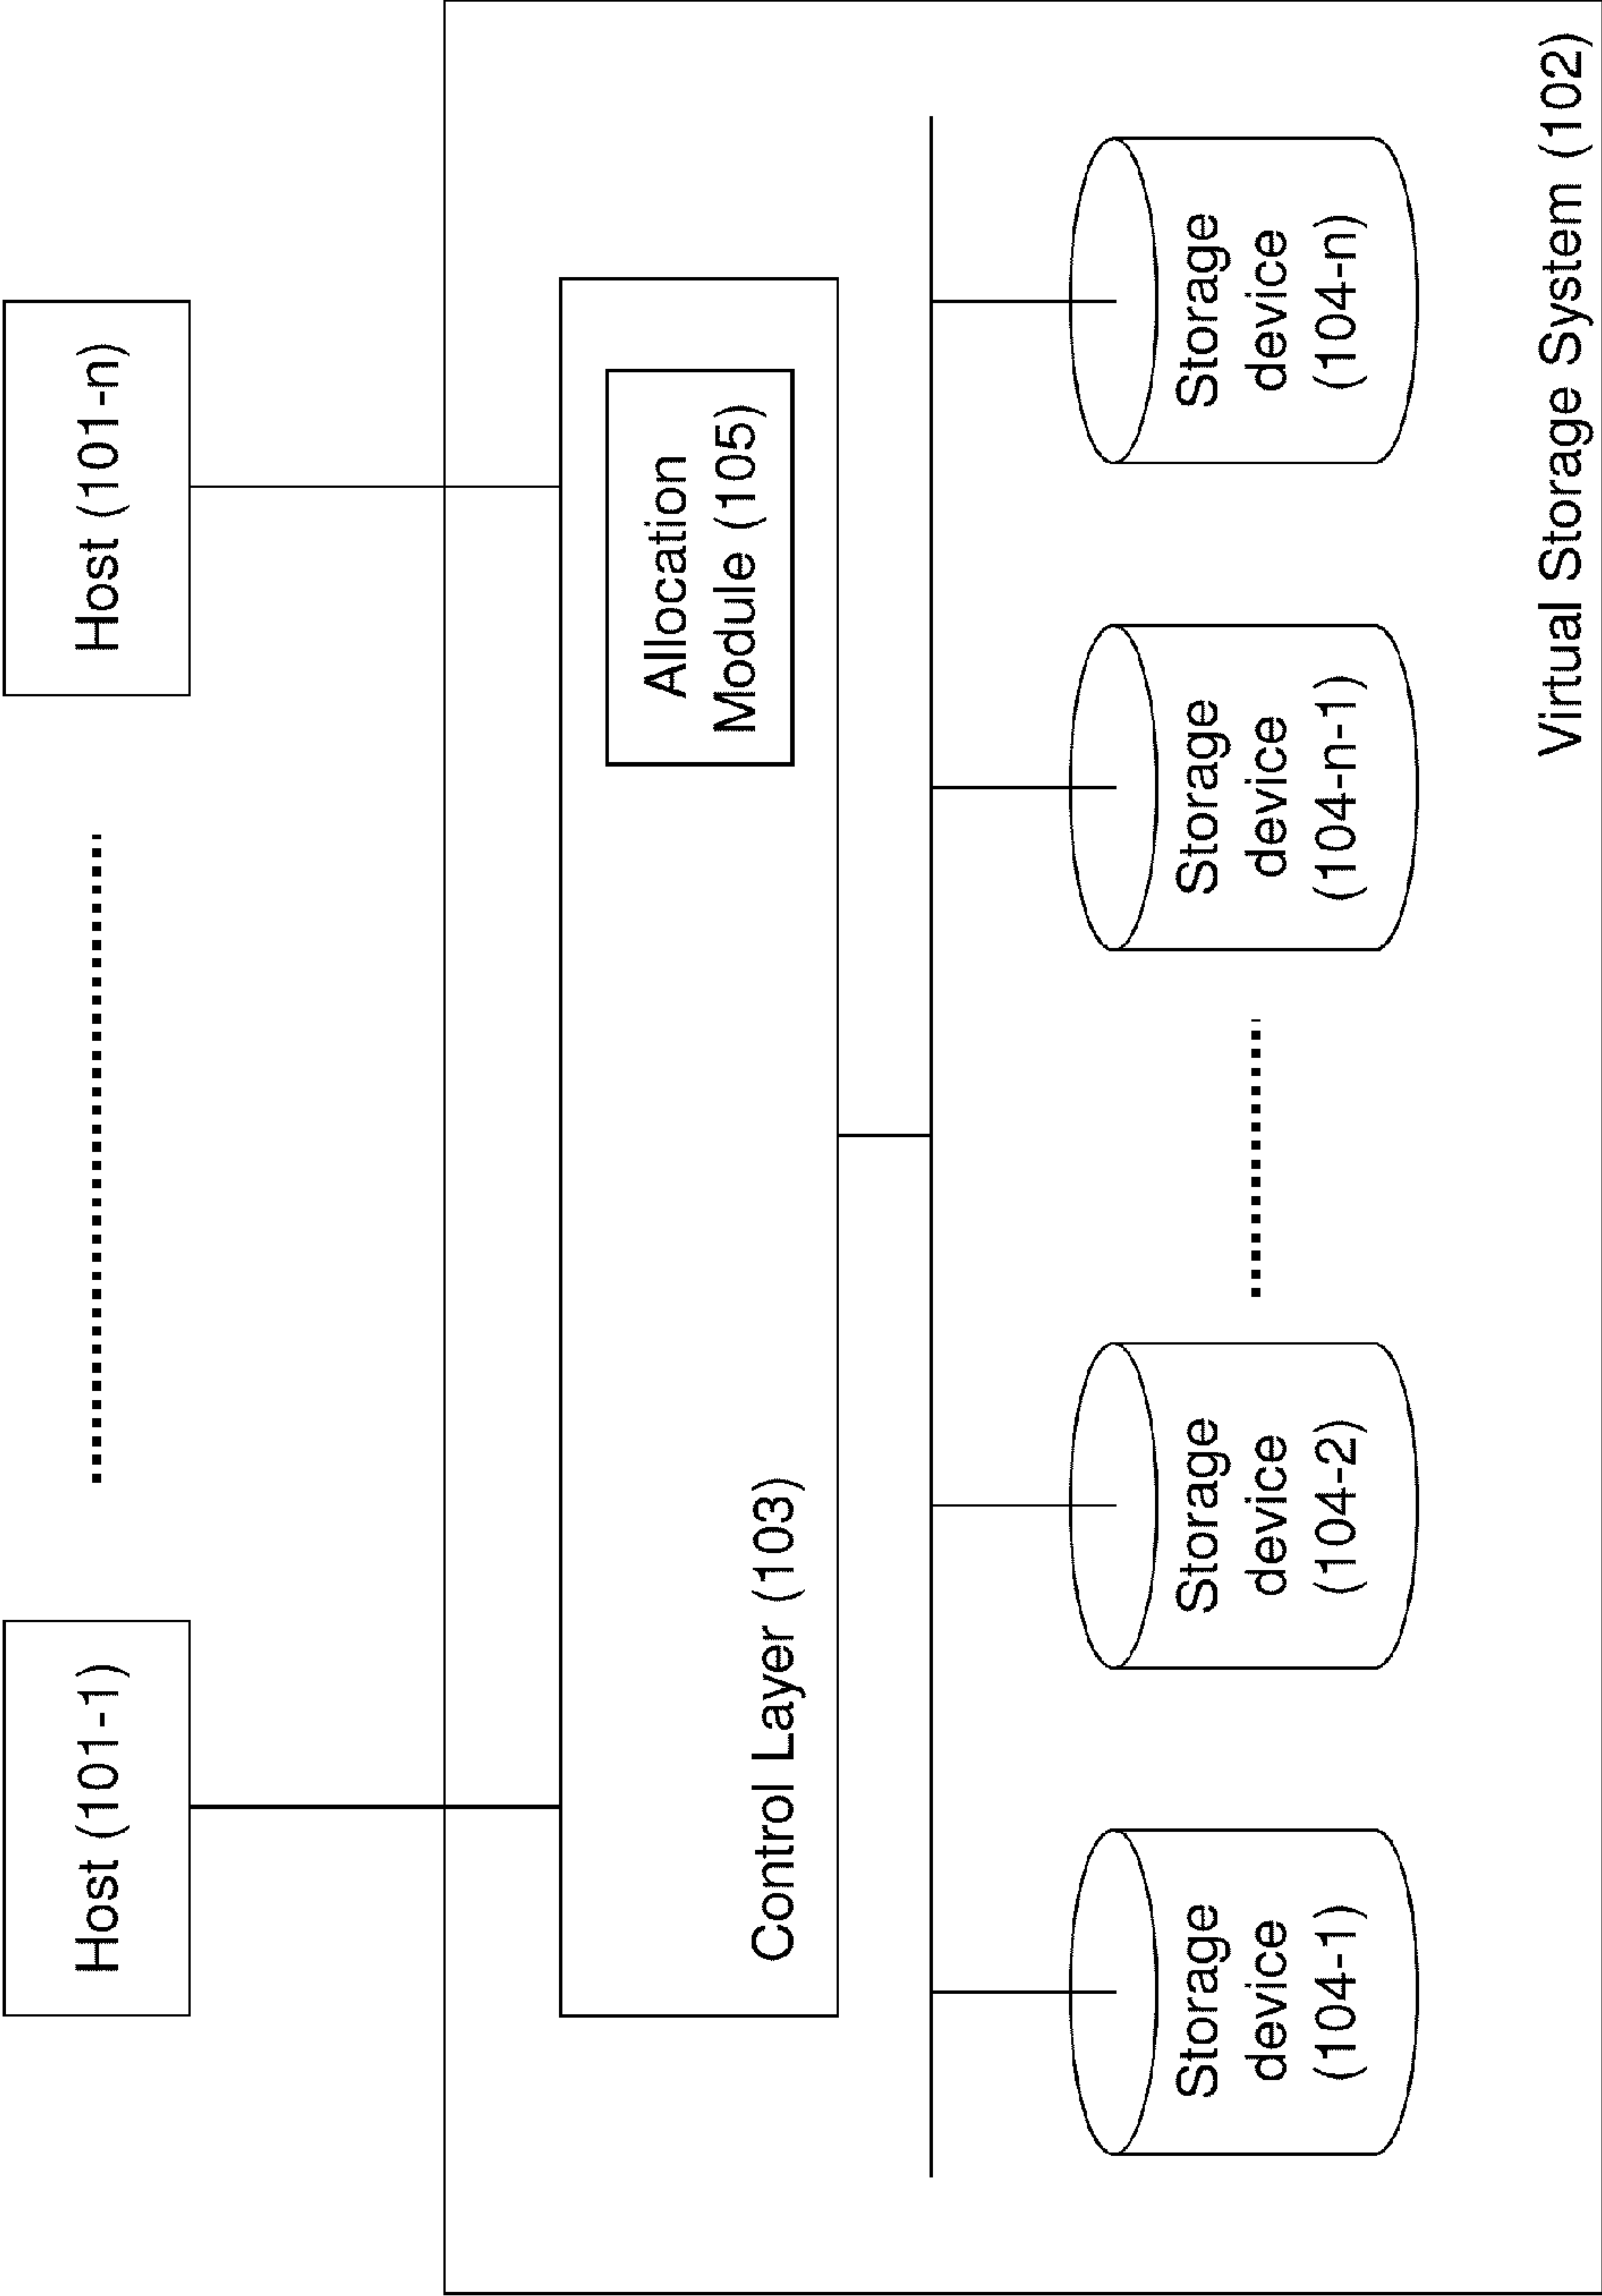 Host (101-1)
Host (101-n)
Control Layer (103)
Allocation
Module (105)
Storage
device
(104-1)
Storage
device
(104-2)
Storage
device
(104-n-1)
Storage
device
(104-n)
Virtual Storage System (102)